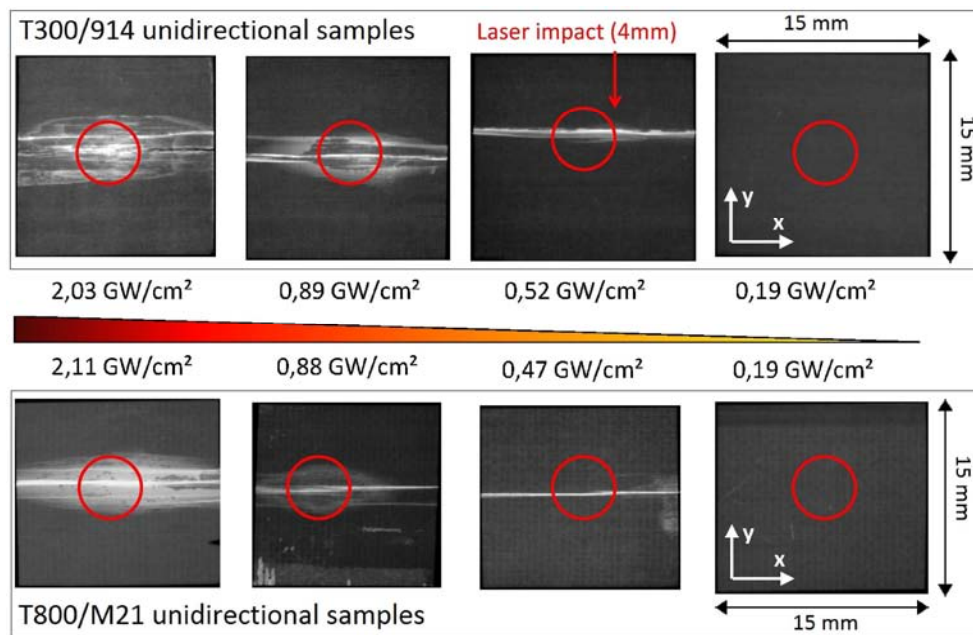 T300/914 unidirectional samples
Laser impact (4mm)
15 mm
15 mm
y
x
2,03 GW/cm² 0,89 GW/cm² 0,52 GW/cm² 0,19 GW/cm²
2,11 GW/cm² 0,88 GW/cm² 0,47 GW/cm² 0,19 GW/cm²
15 mm
y
x
T800/M21 unidirectional samples
15 mm